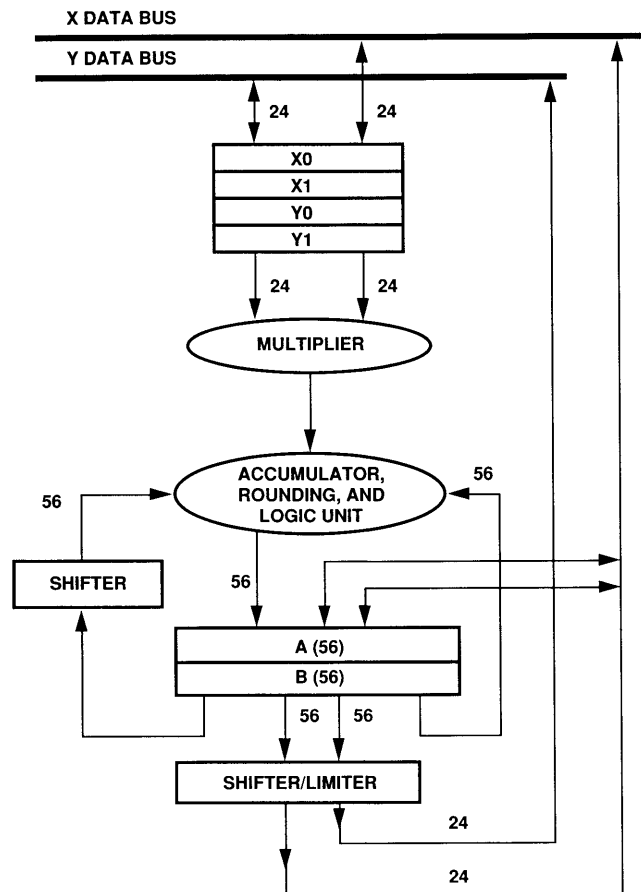 X DATA BUS
Y DATA BUS
24
24
X0
X1
Y0
Y1
24
24
MULTIPLIER
56
ACCUMULATOR,
ROUNDING, AND
LOGIC UNIT
56
SHIFTER
56
A (56)
B (56)
56
56
SHIFTER/LIMITER
24
24